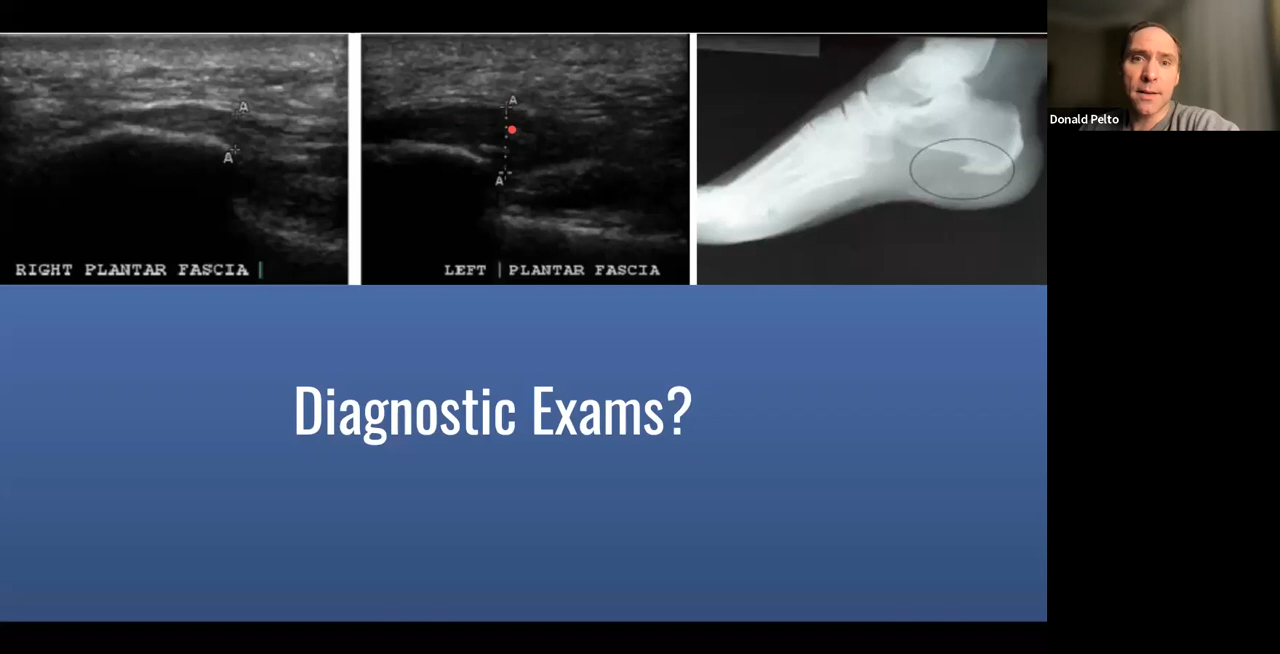 A
A
RIGHT PLANTAR FASCIA
A
A
LEFT PLANTAR FASCIA
Donald Pelto
Diagnostic Exams?